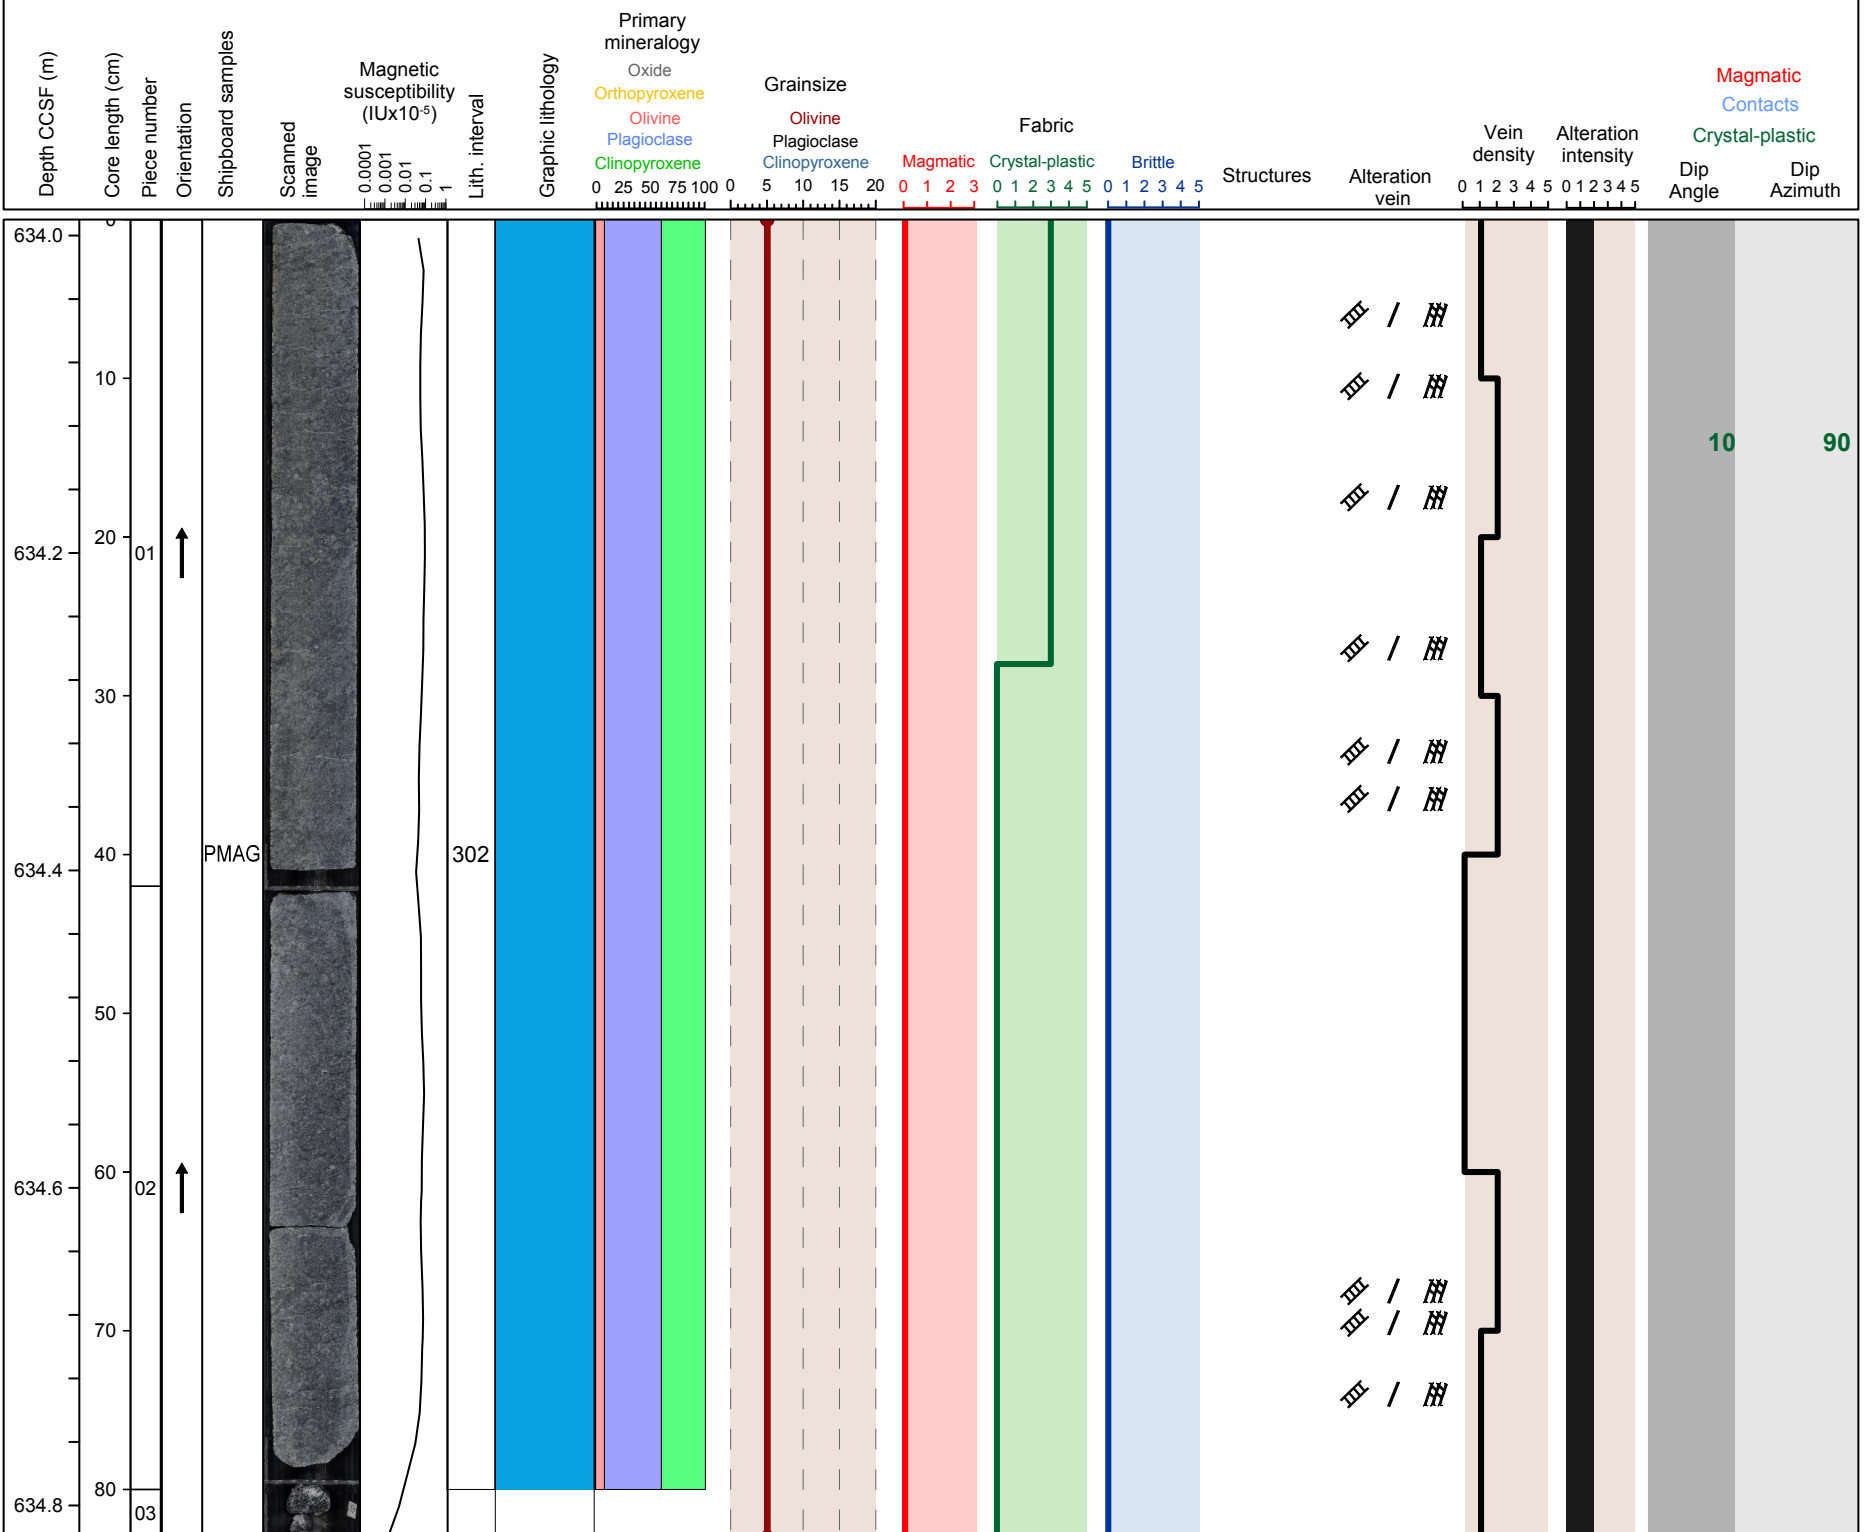 Depth CCSF (m)
Core length (cm)
Piece number
Orientation
Shipboard samples
Scanned
image
Magnetic
susceptibility
(IUx10-5)
0.0001
0.001
0.01
0.1
1
Lith. interval
Graphic lithology
Primary
mineralogy
Oxide
Orthopyroxene
Olivine
Plagioclase
Clinopyroxene
0 25 50 75 100
Grainsize
Olivine
Plagioclase
Clinopyroxene
0 5 10 15 20
Fabric
Magmatic
0 1 2 3
Crystal-plastic
0 1 2 3 4 5
Brittle
0 1 2 3 4 5
Structures
Alteration
vein
Vein
density
0 1 2 3 4 5
Alteration
intensity
0 1 2 3 4 5
Magmatic
Contacts
Crystal-plastic
Dip
Angle
Dip
Azimuth
0
634.0
10
10 90
20
634.2
01
30
40
PMAG
302
634.4
50
60
634.6
02
70
80
634.8
03